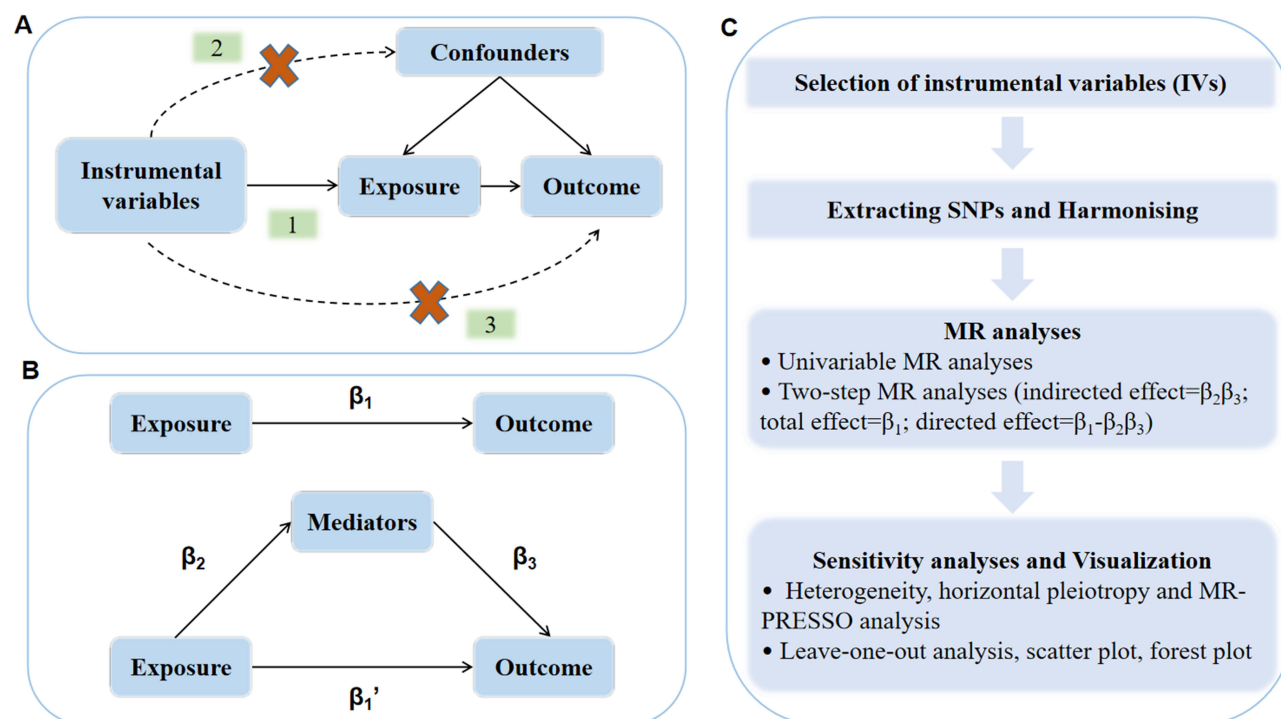 A
2
Confounders
Instrumental
variables
Exposure
Outcome
1
3
B
β₁
Exposure
Outcome
Mediators
β₂
β₃
Exposure
Outcome
β₁’
C
Selection of instrumental variables (IVs)
Extracting SNPs and Harmonising
MR analyses
• Univariable MR analyses
• Two-step MR analyses (indirected effect=β₂β₃;
total effect=β₁; directed effect=β₁-β₂β₃)
Sensitivity analyses and Visualization
• Heterogeneity, horizontal pleiotropy and MR-
PRESSO analysis
• Leave-one-out analysis, scatter plot, forest plot